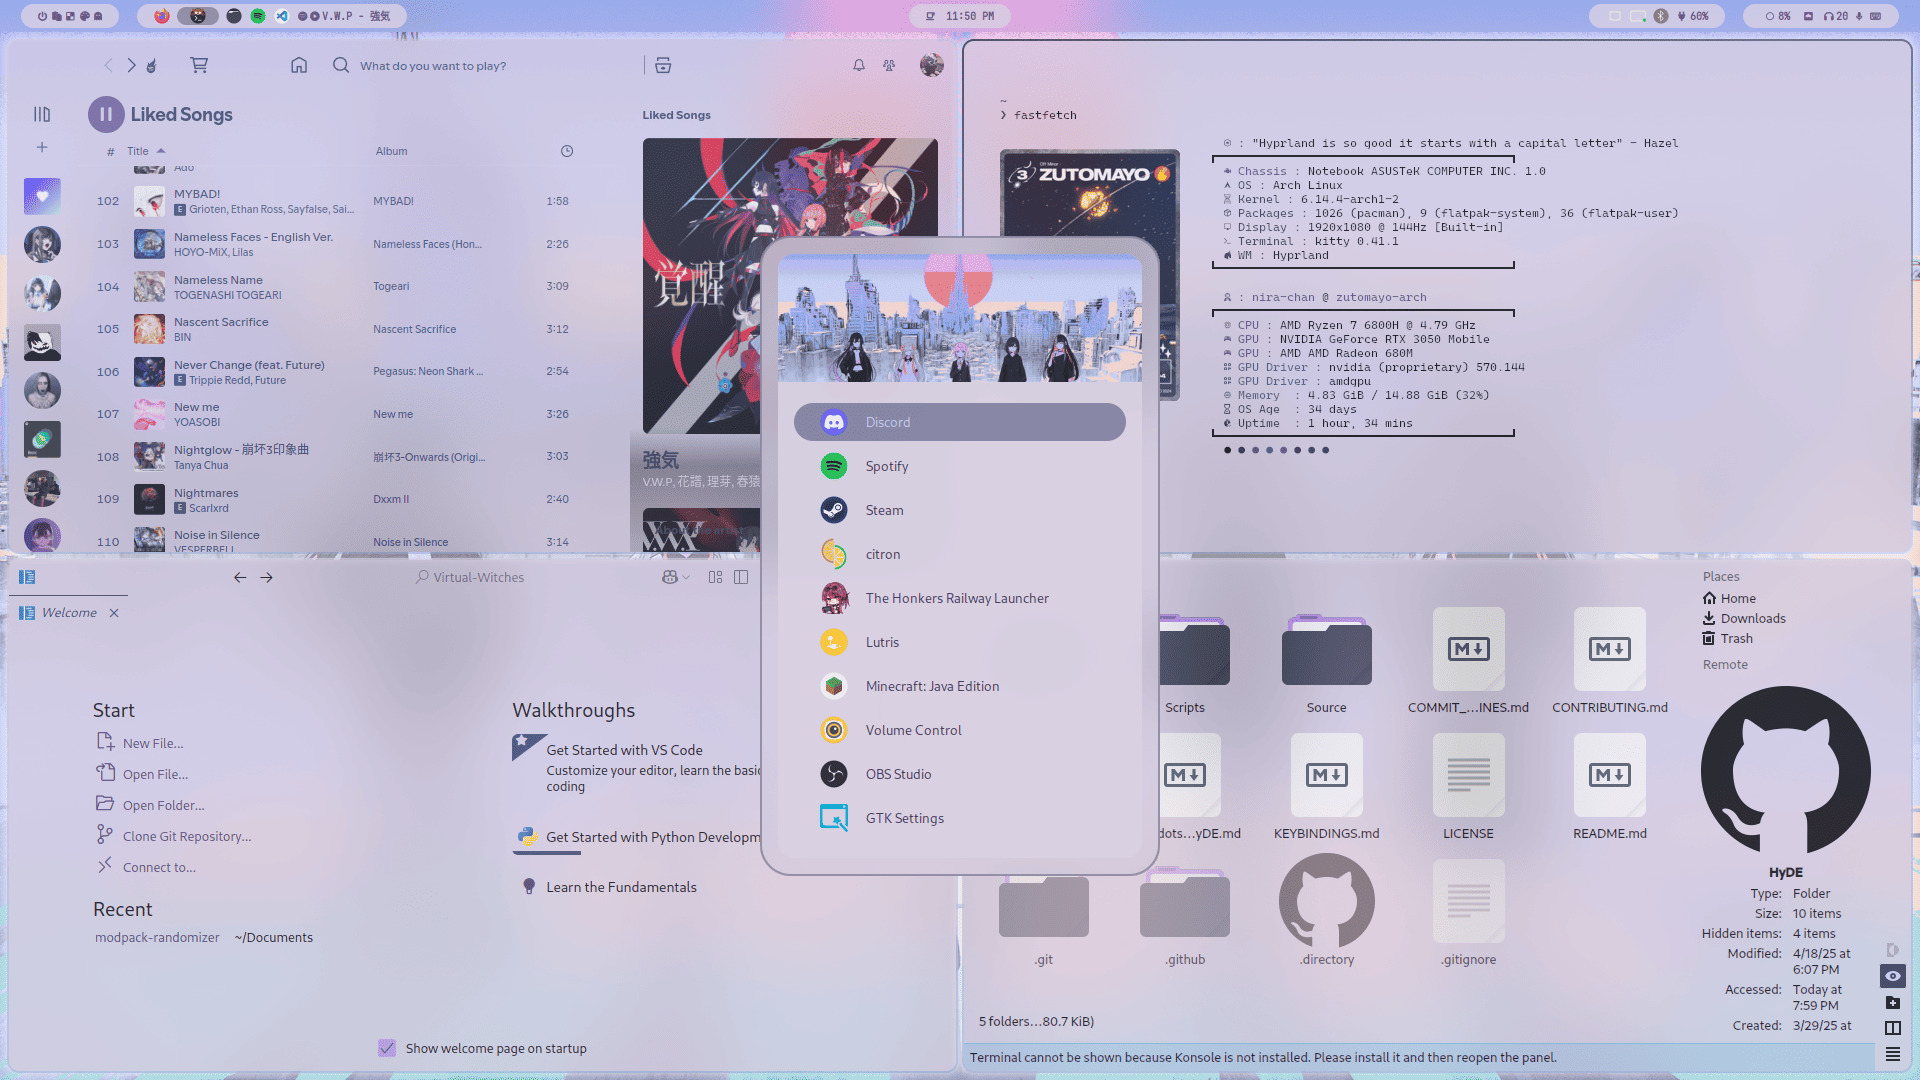 V.W.P - 強気
11:50 PM
60%
8%
20
What do you want to play?
Liked Songs
# Title Album
Ado
102 MYBAD! MYBAD! 1:58
E Grioten, Ethan Ross, Sayfalse, Sai...
103 Nameless Faces - English Ver. Nameless Faces (Hon... 2:26
HOYO-MiX, Lilas
104 Nameless Name Togeari 3:09
TOGENASHI TOGEARI
105 Nascent Sacrifice Nascent Sacrifice 3:12
BIN
106 Never Change (feat. Future) Pegasus: Neon Shark ... 2:54
E Trippie Redd, Future
107 New me New me 3:26
YOASOBI
108 Nightglow - 崩坏3印象曲 崩坏3-Onwards (Origi... 3:03
Tanya Chua
109 Nightmares Dxxm II 2:40
E Scarlxrd
110 Noise in Silence Noise in Silence 3:14
VESPERBELL
Liked Songs
覚醒
強気
V.W.P, 花譜, 理芽, 春猿
~
❯ fastfetch
3 ZUTOMAYO
: "Hyprland is so good it starts with a capital letter" - Hazel
Chassis : Notebook ASUSTeK COMPUTER INC. 1.0
OS : Arch Linux
Kernel : 6.14.4-arch1-2
Packages : 1026 (pacman), 9 (flatpak-system), 36 (flatpak-user)
Display : 1920x1080 @ 144Hz [Built-in]
Terminal : kitty 0.41.1
WM : Hyprland
: nira-chan @ zutomayo-arch
CPU : AMD Ryzen 7 6800H @ 4.79 GHz
GPU : NVIDIA GeForce RTX 3050 Mobile
GPU : AMD AMD Radeon 680M
GPU Driver : nvidia (proprietary) 570.144
GPU Driver : amdgpu
Memory : 4.83 GiB / 14.88 GiB (32%)
OS Age : 34 days
Uptime : 1 hour, 34 mins
Discord
Spotify
Steam
citron
The Honkers Railway Launcher
Lutris
Minecraft: Java Edition
Volume Control
OBS Studio
GTK Settings
Virtual-Witches
Welcome
Start
New File...
Open File...
Open Folder...
Clone Git Repository...
Connect to...
Recent
modpack-randomizer ~/Documents
Walkthroughs
Get Started with VS Code
Customize your editor, learn the basic
coding
Get Started with Python Developm
Learn the Fundamentals
Show welcome page on startup
Scripts Source COMMIT_...INES.md CONTRIBUTING.md
dots...yDE.md KEYBINDINGS.md LICENSE README.md
.git .github .directory .gitignore
5 folders...80.7 KiB)
Terminal cannot be shown because Konsole is not installed. Please install it and then reopen the panel.
Places
Home
Downloads
Trash
Remote
HyDE
Type: Folder
Size: 10 items
Hidden items: 4 items
Modified: 4/18/25 at
6:07 PM
Accessed: Today at
7:59 PM
Created: 3/29/25 at